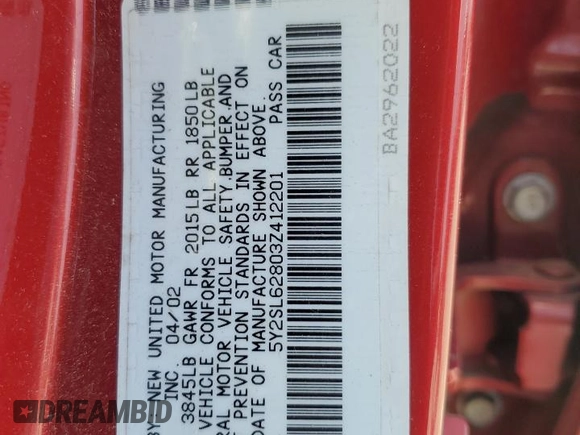 BY NEW UNITED MOTOR MANUFACTURING
INC. 04/02
3845LB GAWR FR 2015LB RR 1850LB
VEHICLE CONFORMS TO ALL APPLICABLE
RAL MOTOR VEHICLE SAFETY, BUMPER, AND
T PREVENTION STANDARDS IN EFFECT ON
DATE OF MANUFACTURE SHOWN ABOVE.
5Y2SL62803Z412201 PASS CAR
BA2962022
DREAMBID